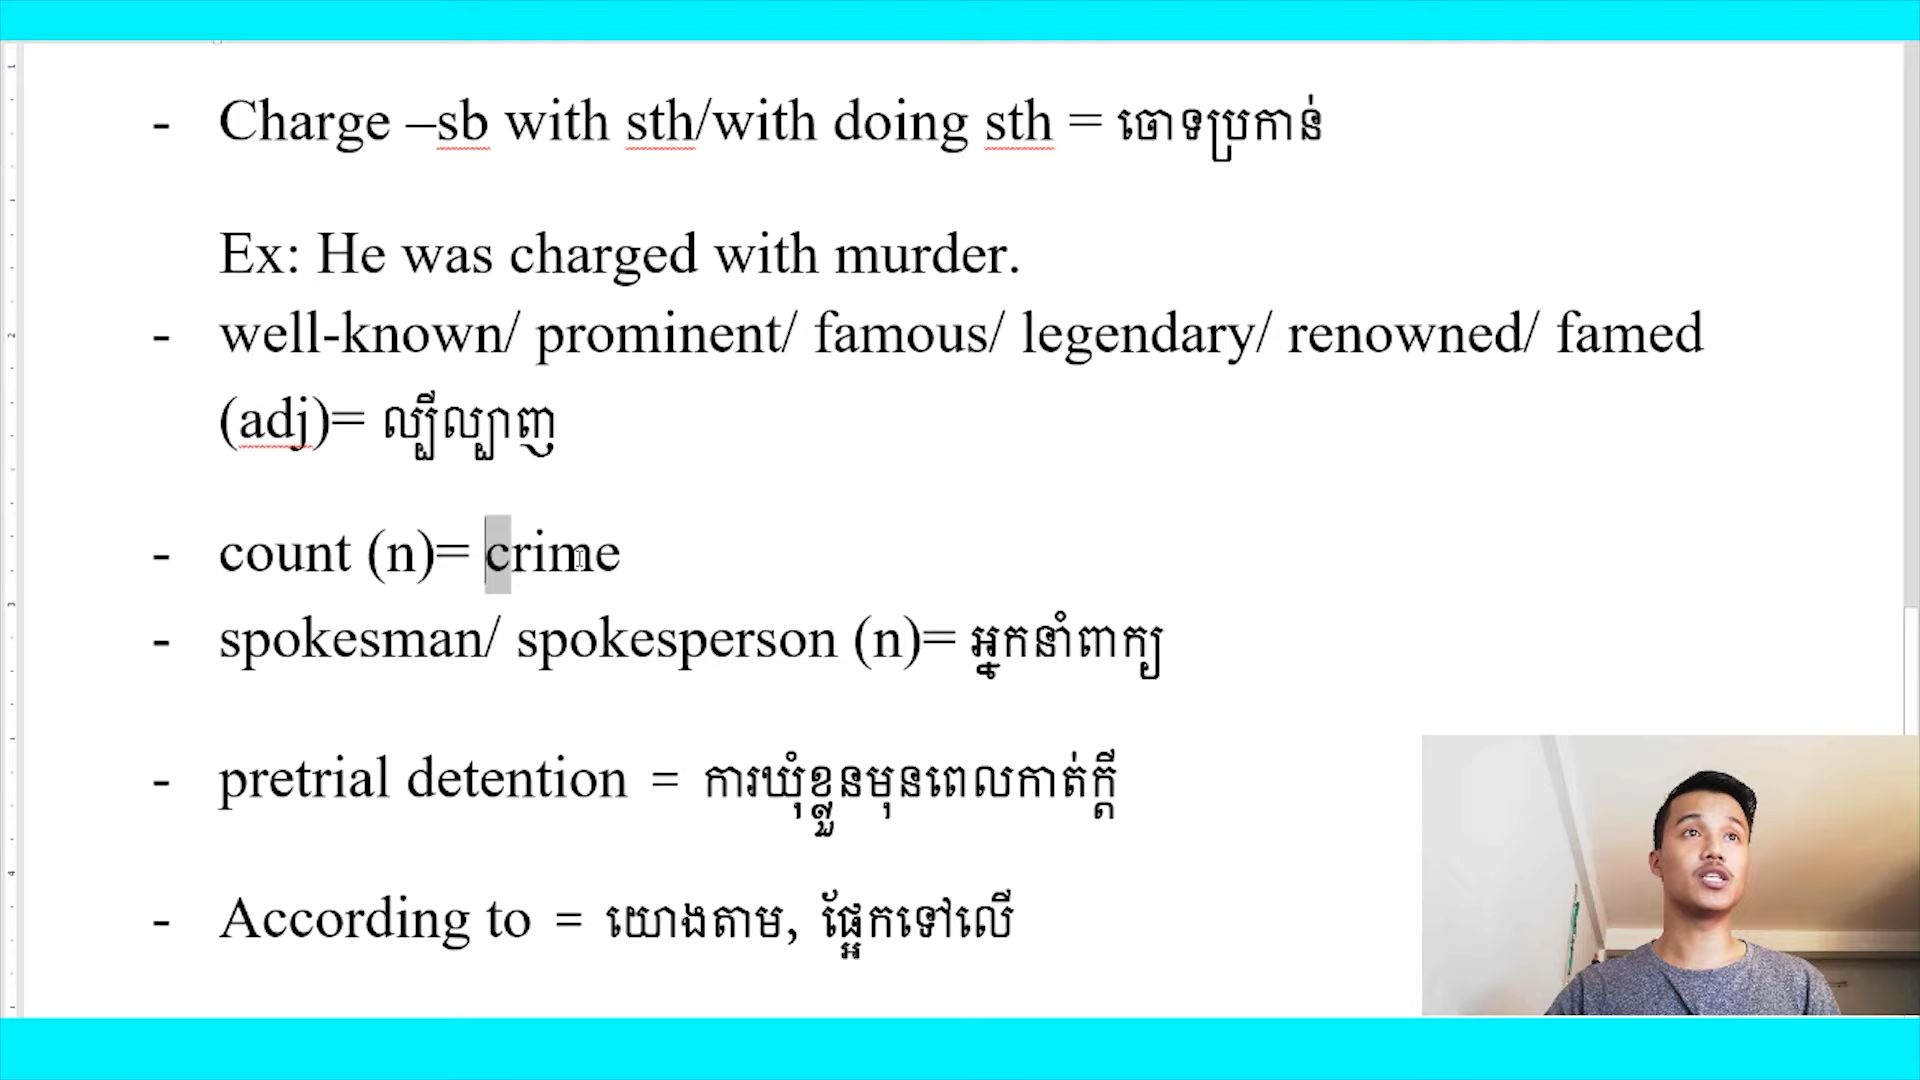 - Charge –sb with sth/with doing sth = ចោទប្រកាន់
Ex: He was charged with murder.
- well-known/ prominent/ famous/ legendary/ renowned/ famed
(adj)= ល្បីល្បាញ
- count (n)= crime
- spokesman/ spokesperson (n)= អ្នកនាំពាក្យ
- pretrial detention = ការឃុំខ្លួនមុនពេលកាត់ក្ដី
- According to = យោងតាម, ផ្អែកទៅលើ